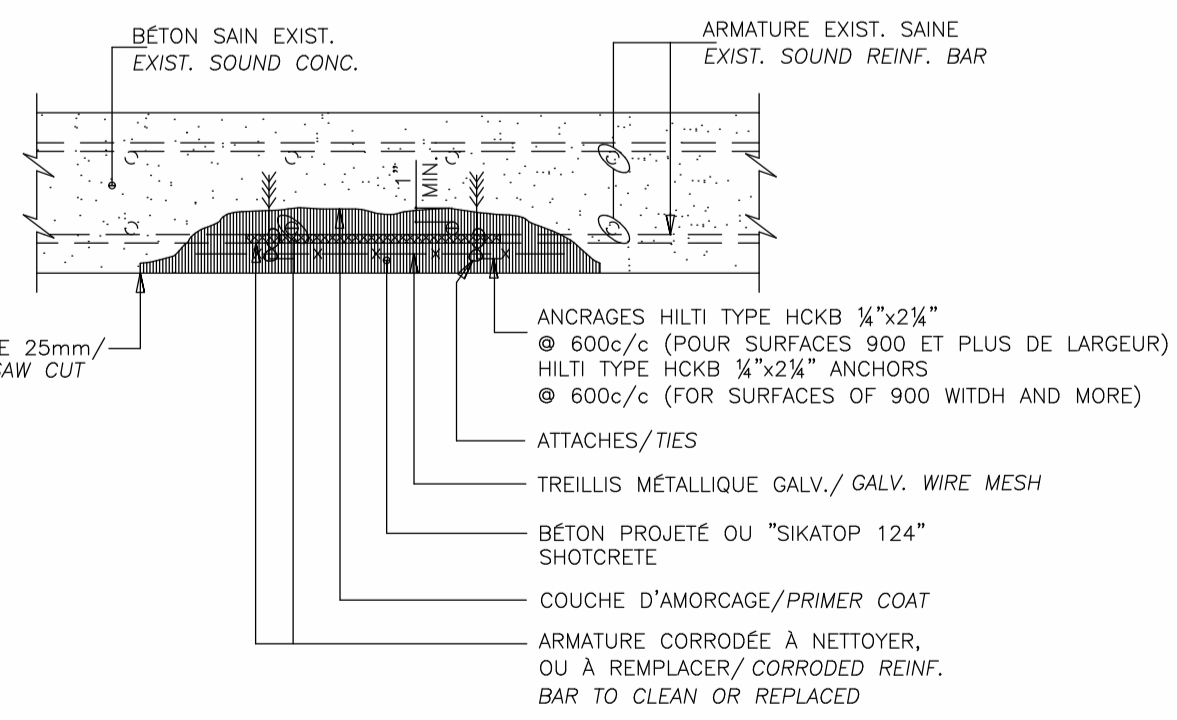 BÉTON SAIN EXIST.
EXIST. SOUND CONC.
ARMATURE EXIST. SAINE
EXIST. SOUND REINF. BAR
1"
MIN.
25mm/
CUT
ANCRAGES HILTI TYPE HCKB ¼"x2¼"
@ 600c/c (POUR SURFACES 900 ET PLUS DE LARGEUR)
HILTI TYPE HCKB ¼"x2¼" ANCHORS
@ 600c/c (FOR SURFACES OF 900 WITDH AND MORE)
ATTACHES/TIES
TREILLIS MÉTALLIQUE GALV./ GALV. WIRE MESH
BÉTON PROJETÉ OU "SIKATOP 124"
SHOTCRETE
COUCHE D'AMORCAGE/PRIMER COAT
ARMATURE CORRODÉE À NETTOYER,
OU À REMPLACER/ CORRODED REINF.
BAR TO CLEAN OR REPLACED